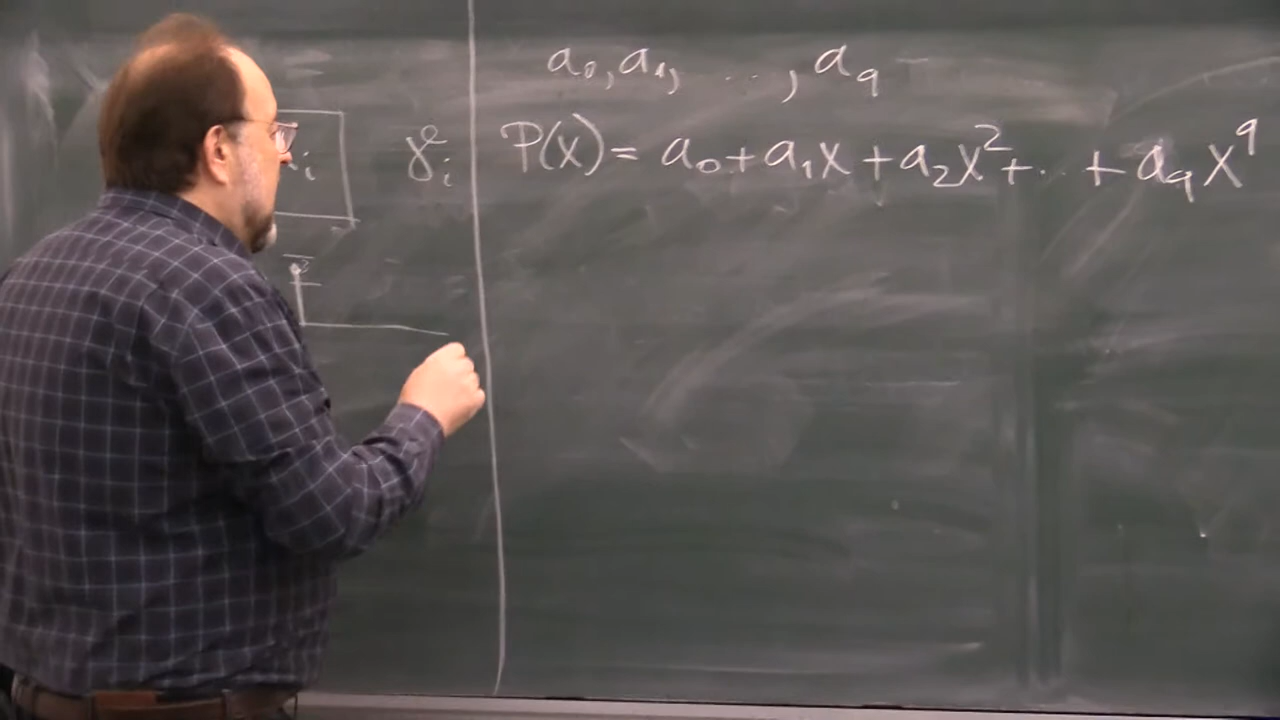 a₀, a₁, ..., a₉
γᵢ P(X) = a₀ + a₁X + a₂X² + ... + a₉X⁹